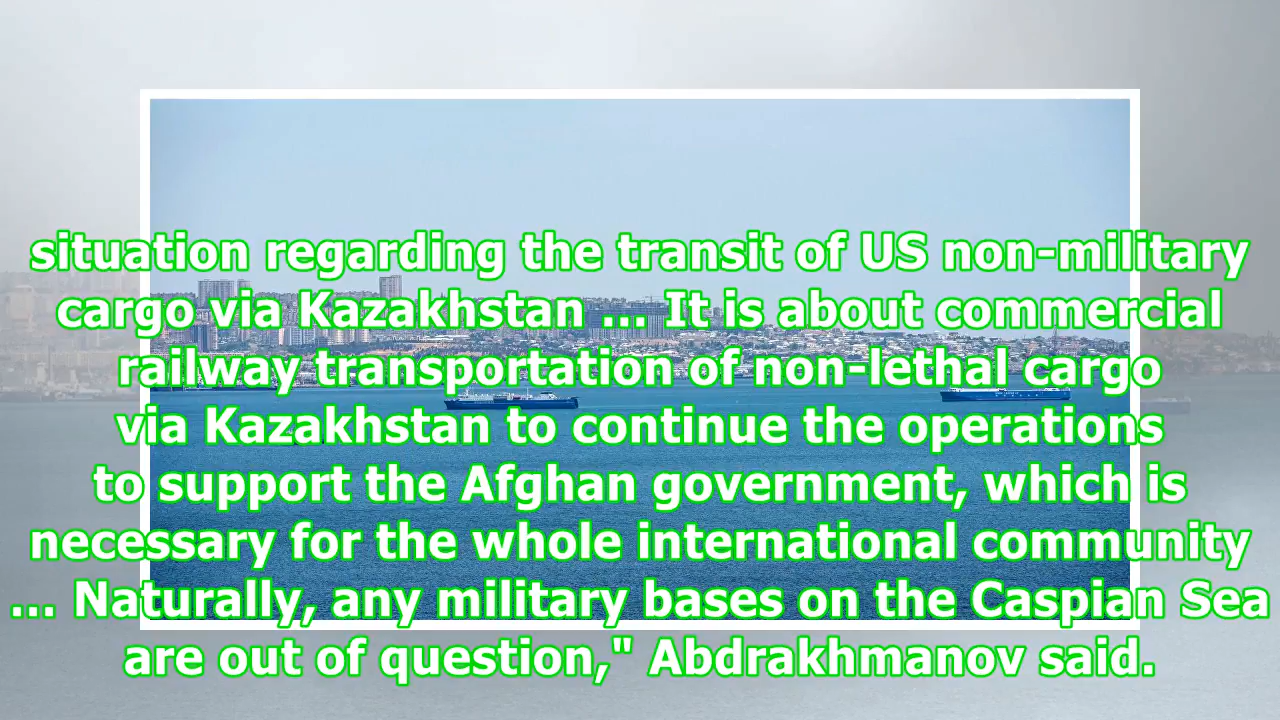 situation regarding the transit of US non-military
cargo via Kazakhstan ... It is about commercial
railway transportation of non-lethal cargo
via Kazakhstan to continue the operations
to support the Afghan government, which is
necessary for the whole international community
... Naturally, any military bases on the Caspian Sea
are out of question," Abdrakhmanov said.